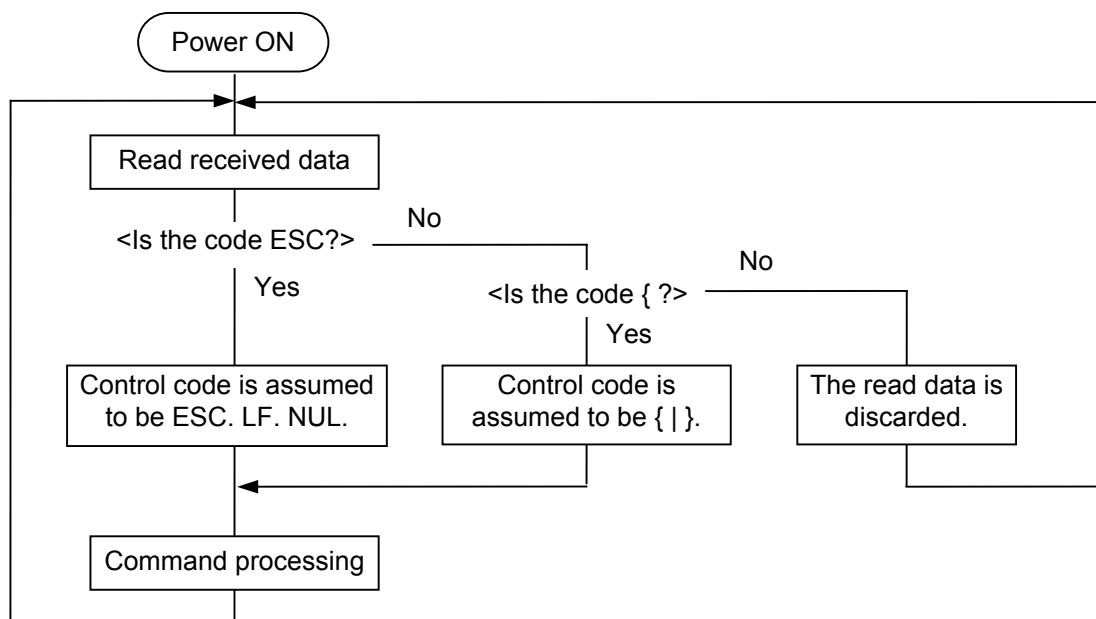 Power ON
Read received data
<Is the code ESC?>
No
Yes
<Is the code { ?>
No
Yes
Control code is assumed
to be ESC. LF. NUL.
Control code is
assumed to be { | }.
The read data is
discarded.
Command processing